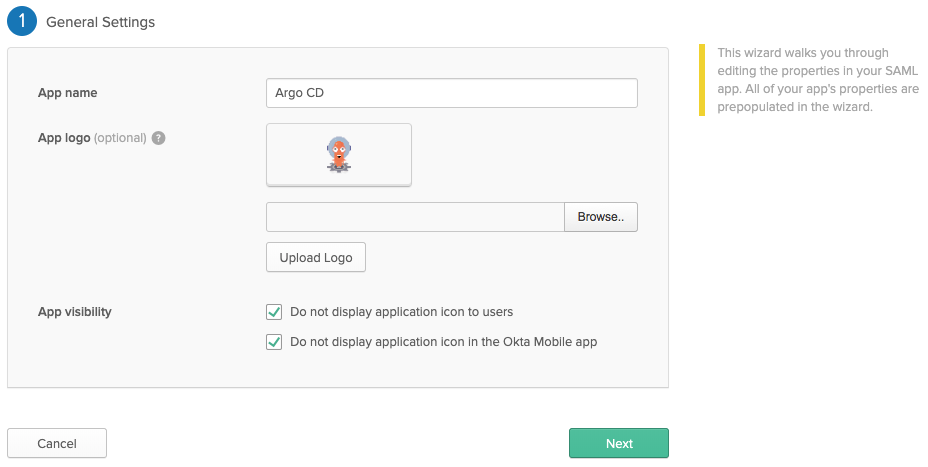 1 General Settings
App name
Argo CD
App logo (optional) ?
Browse..
Upload Logo
App visibility
Do not display application icon to users
Do not display application icon in the Okta Mobile app
Cancel
Next
This wizard walks you through
editing the properties in your SAML
app. All of your app's properties are
prepopulated in the wizard.